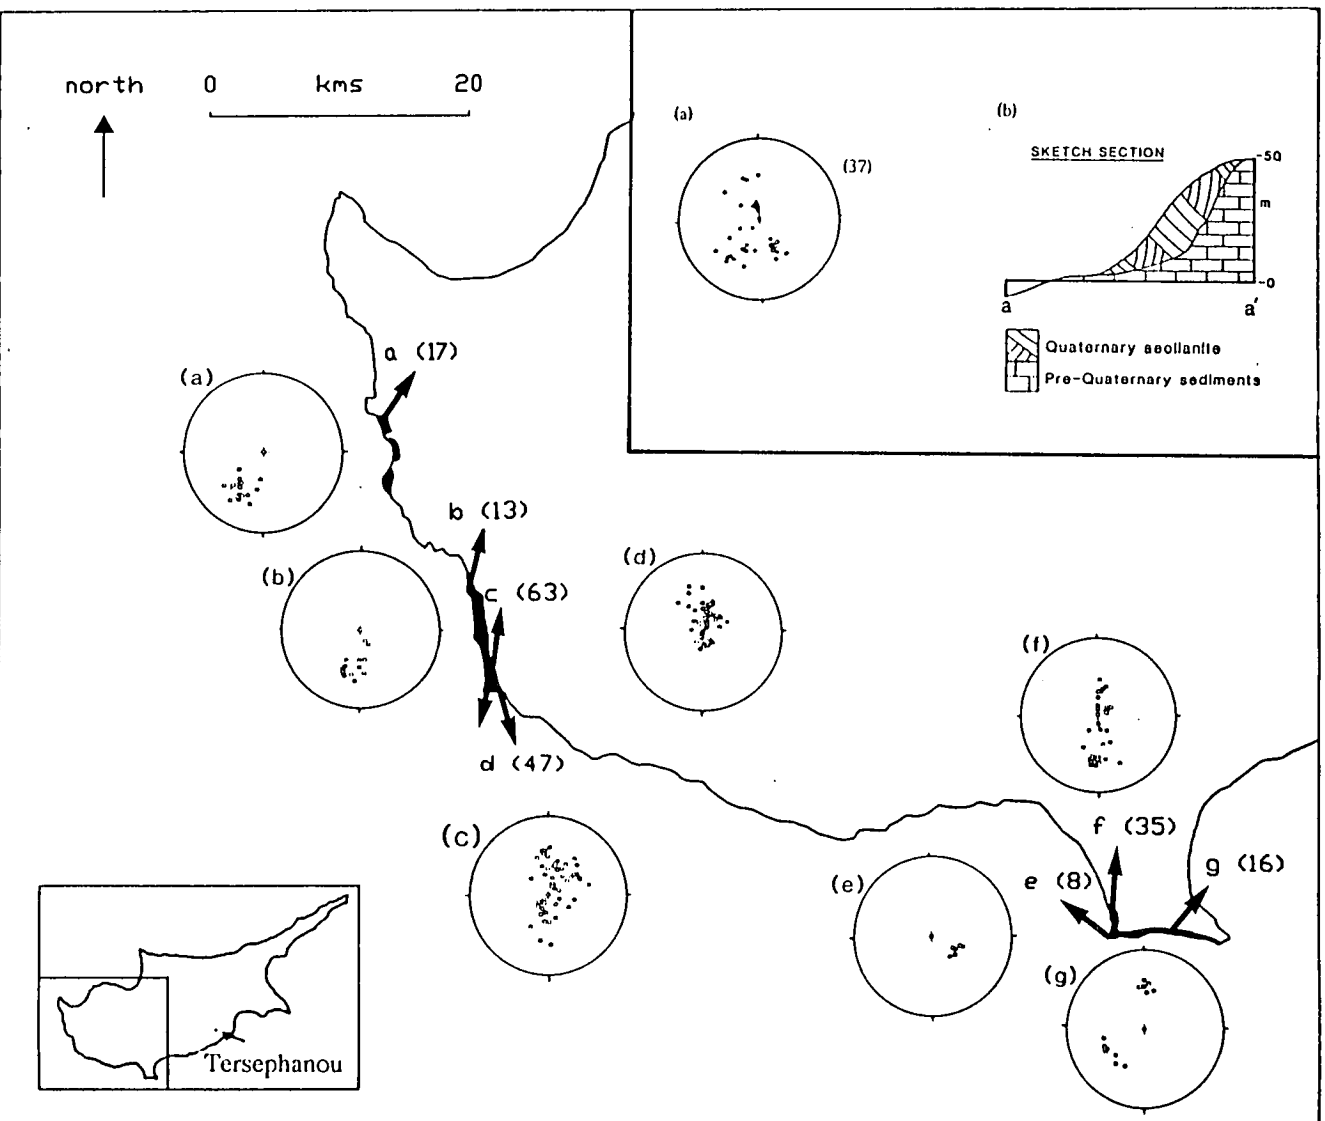 north
0 kms 20
(a)
(37)
(b)
SKETCH SECTION
50
m
0
a
a'
Quaternary aeolianite
Pre-Quaternary sediments
a (17)
(a)
b (13)
(b)
c (63)
(d)
d (47)
(c)
(f)
f (35)
g (16)
e (8)
(e)
(g)
Tersephanou